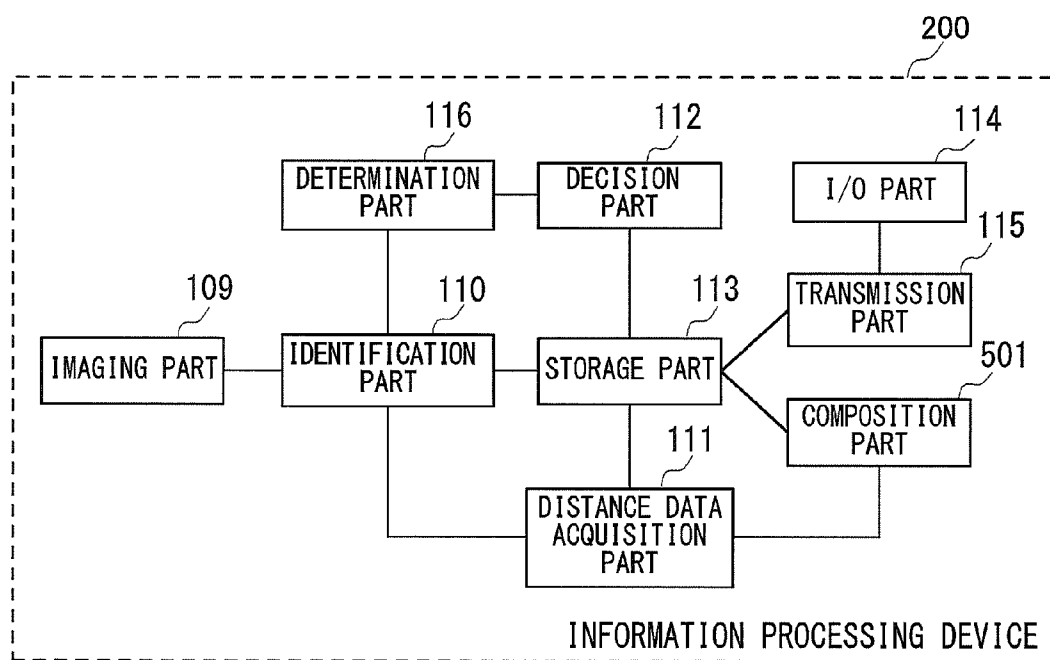 200
116
DETERMINATION
PART
112
DECISION
PART
114
I/O PART
115
TRANSMISSION
PART
109
IMAGING PART
110
IDENTIFICATION
PART
113
STORAGE PART
501
COMPOSITION
PART
111
DISTANCE DATA
ACQUISITION
PART
INFORMATION PROCESSING DEVICE